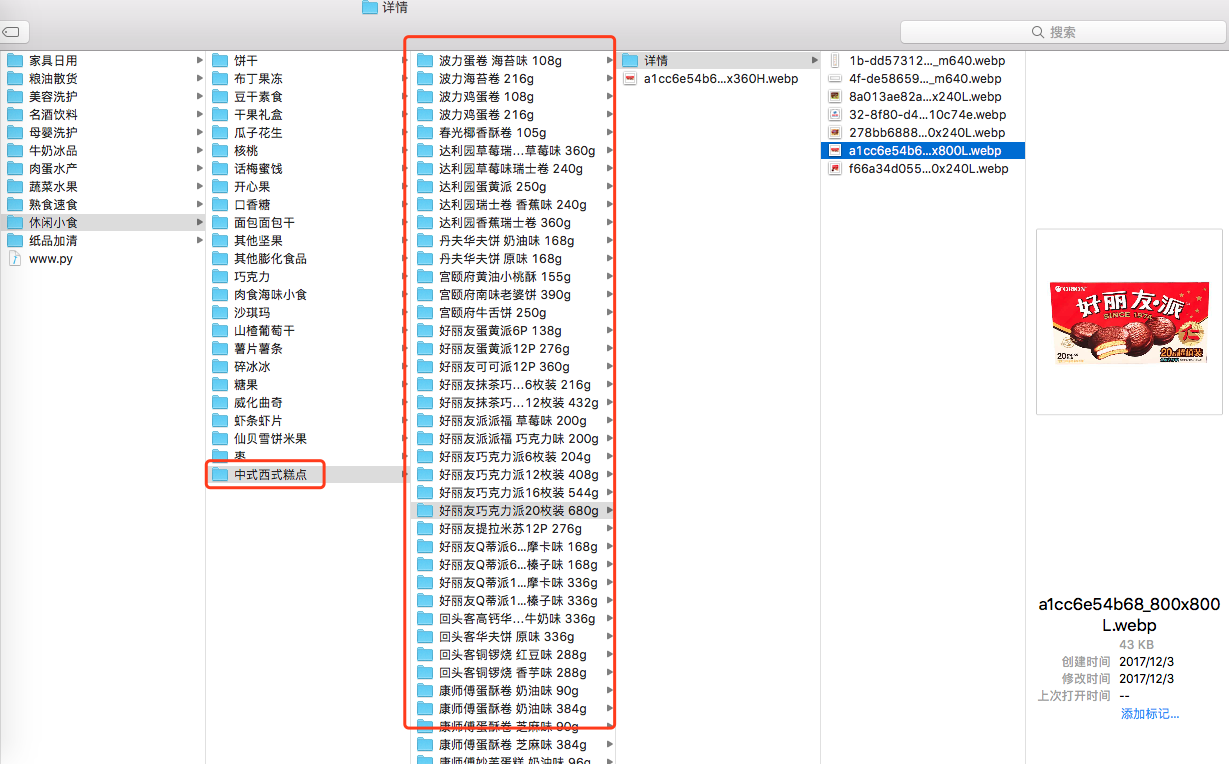 详情
搜索
家具日用
粮油散货
美容洗护
名酒饮料
母婴洗护
牛奶冰品
肉蛋水产
蔬菜水果
熟食速食
休闲小食
纸品加清
www.py
饼干
布丁果冻
豆干素食
干果礼盒
瓜子花生
核桃
话梅蜜饯
开心果
口香糖
面包面包干
其他坚果
其他膨化食品
巧克力
肉食海味小食
沙琪玛
山楂葡萄干
薯片薯条
碎冰冰
糖果
威化曲奇
虾条虾片
仙贝雪饼米果
枣
中式西式糕点
波力蛋卷 海苔味 108g
波力海苔卷 216g
波力鸡蛋卷 108g
波力鸡蛋卷 216g
春光椰香酥卷 105g
达利园草莓瑞...草莓味 360g
达利园草莓味瑞士卷 240g
达利园蛋黄派 250g
达利园瑞士卷 香蕉味 240g
达利园香蕉瑞士卷 360g
丹夫华夫饼 奶油味 168g
丹夫华夫饼 原味 168g
宫颐府黄油小桃酥 155g
宫颐府南味老婆饼 390g
宫颐府牛舌饼 250g
好丽友蛋黄派6P 138g
好丽友蛋黄派12P 276g
好丽友可可派12P 360g
好丽友抹茶巧...6枚装 216g
好丽友抹茶巧...12枚装 432g
好丽友派派福 草莓味 200g
好丽友派派福 巧克力味 200g
好丽友巧克力派6枚装 204g
好丽友巧克力派12枚装 408g
好丽友巧克力派16枚装 544g
好丽友巧克力派20枚装 680g
好丽友提拉米苏12P 276g
好丽友Q蒂派6...摩卡味 168g
好丽友Q蒂派6...榛子味 168g
好丽友Q蒂派1...摩卡味 336g
好丽友Q蒂派1...榛子味 336g
回头客高钙华...牛奶味 336g
回头客华夫饼 原味 336g
回头客铜锣烧 红豆味 288g
回头客铜锣烧 香芋味 288g
康师傅蛋酥卷 奶油味 90g
康师傅蛋酥卷 奶油味 384g
康师傅蛋酥卷 芝麻味 90g
康师傅蛋酥卷 芝麻味 384g
康师傅妙芙蛋糕 奶油味 96g
详情
a1cc6e54b6...x360H.webp
1b-dd57312..._m640.webp
4f-de58659..._m640.webp
8a013ae82a...x240L.webp
32-8f80-d4...10c74e.webp
278bb6888...0x240L.webp
a1cc6e54b6...x800L.webp
f66a34d055...0x240L.webp
ORION
好丽友·派
SINCE 1974
仁
20
a1cc6e54b68_800x800
L.webp
43 KB
创建时间 2017/12/3
修改时间 2017/12/3
上次打开时间 --
添加标记...